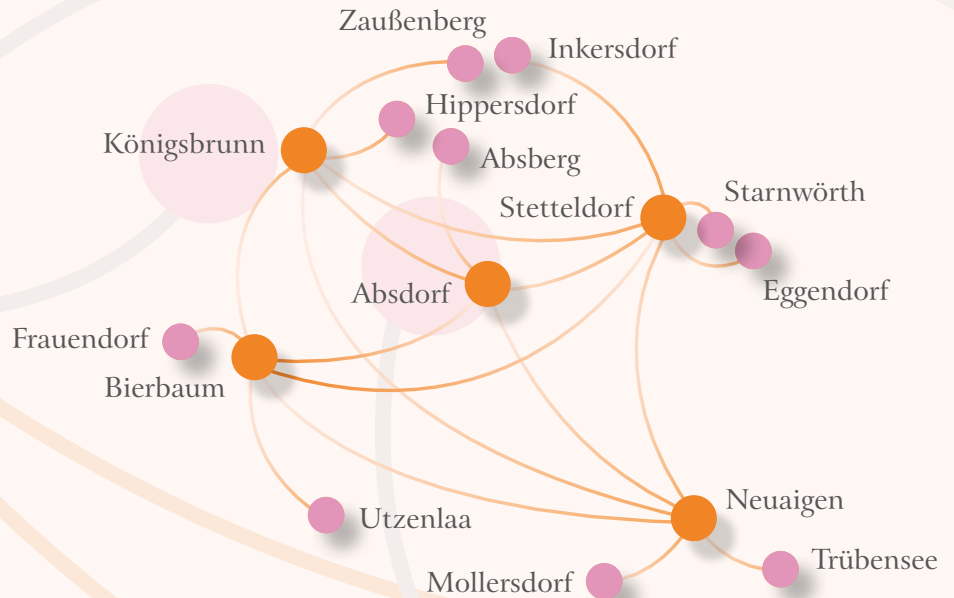 Zaußenberg
Inkersdorf
Hippersdorf
Königsbrunn
Absberg
Starnwörth
Stetteldorf
Absdorf
Eggendorf
Frauendorf
Bierbaum
Neuaigen
Utzenlaa
Trübensee
Mollersdorf